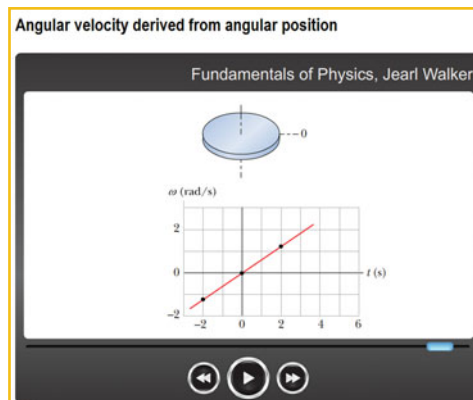 Angular velocity derived from angular position
Fundamentals of Physics, Jearl Walker
0
ω (rad/s)
2
0
t (s)
−2
−2 0 2 4 6